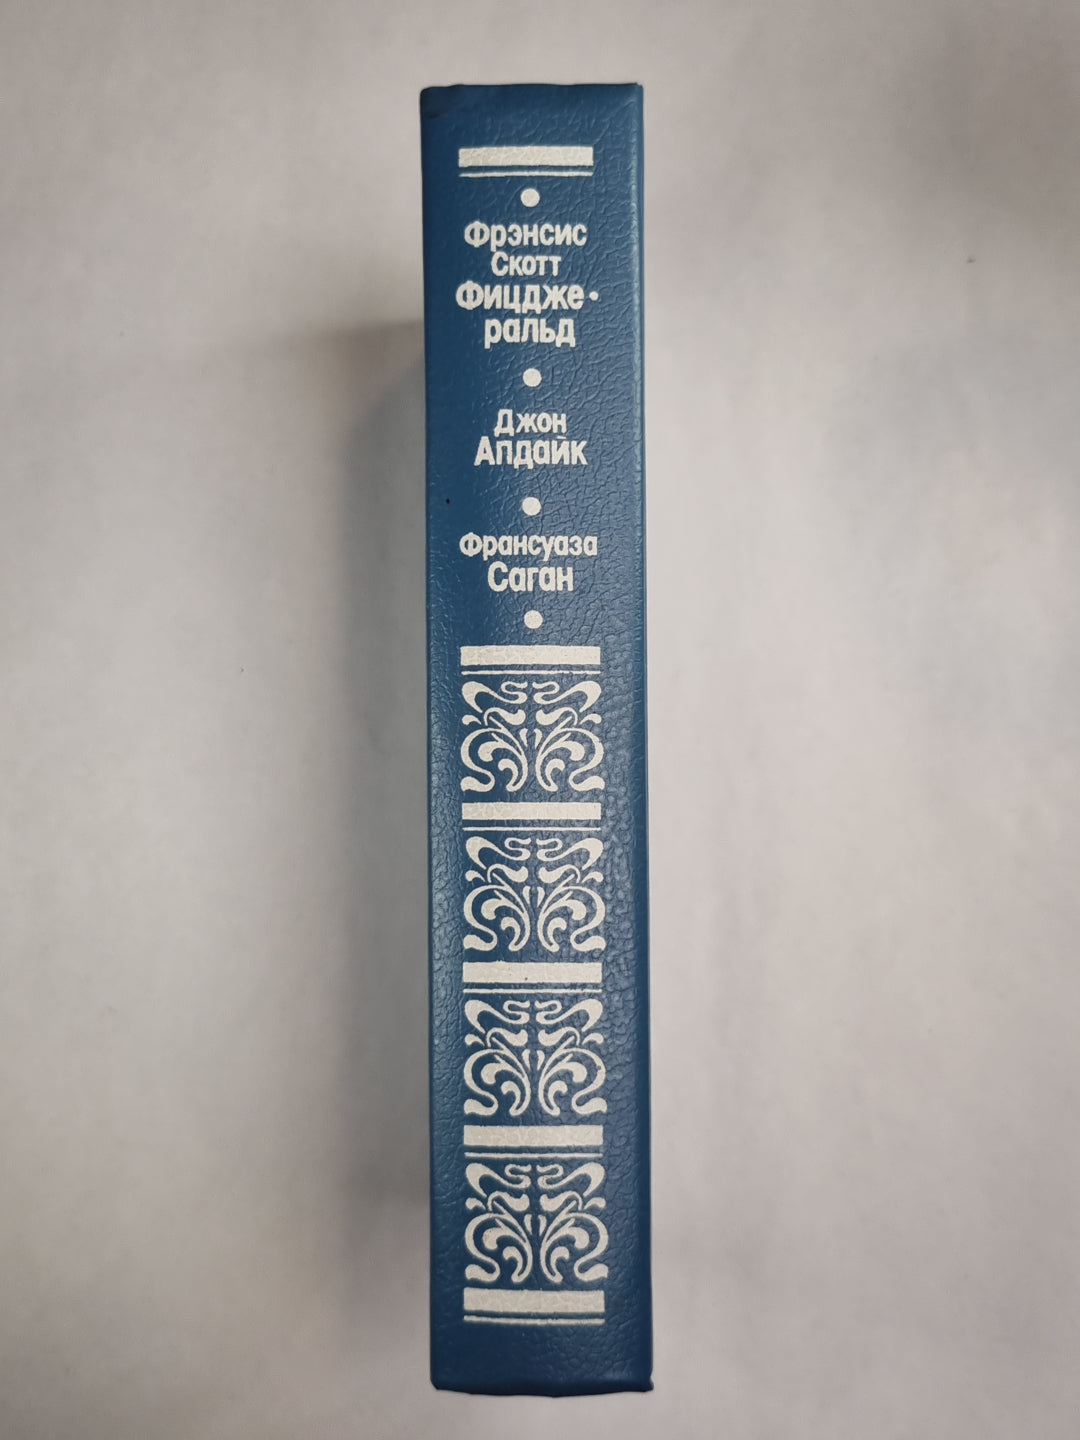 Фрэнсис
Скотт
Фицдже-
ральд
Джон
Апдайк
Франсуаза
Саган